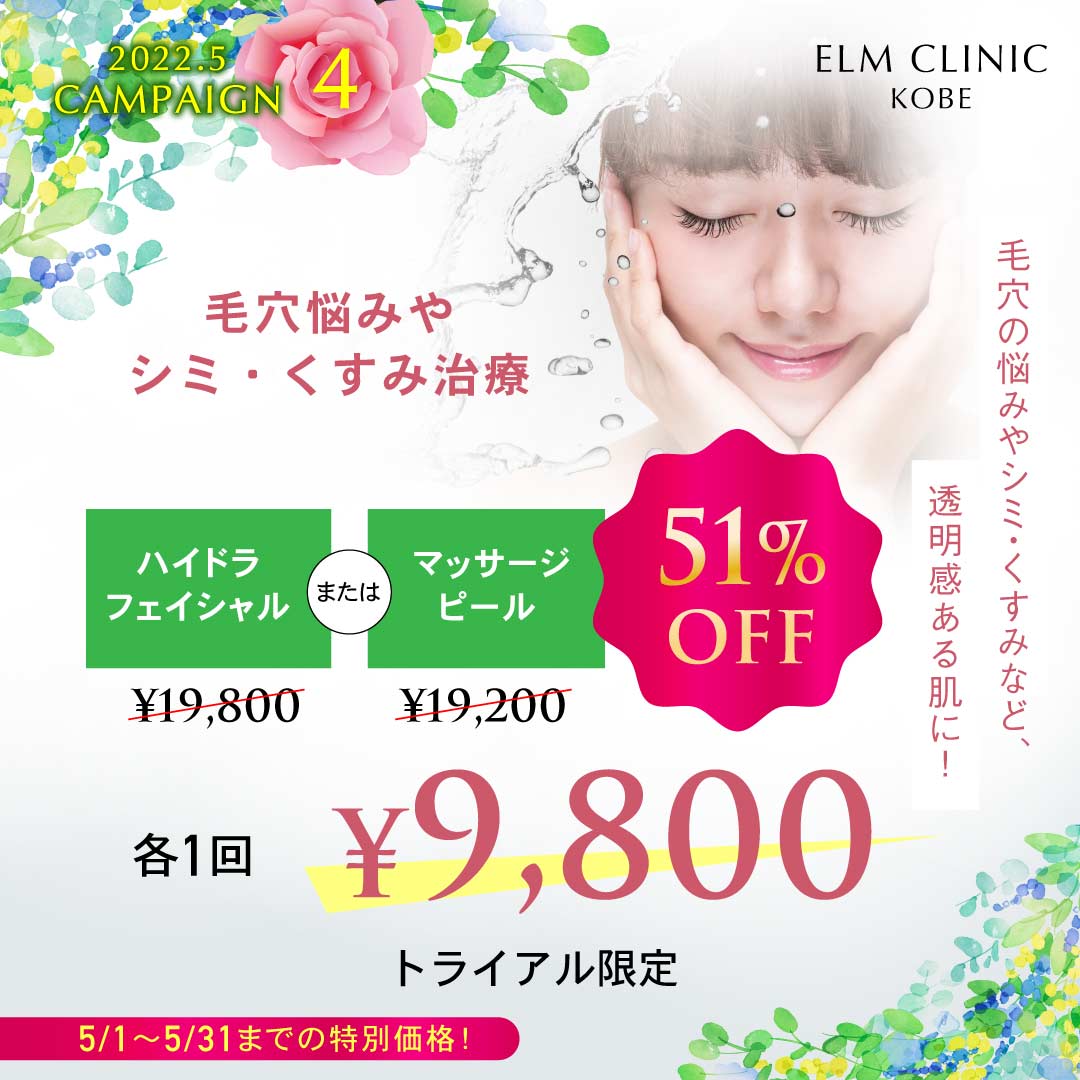 2022.5
CAMPAIGN
4
ELM CLINIC
KOBE
毛穴悩みや
シミ・くすみ治療
毛穴の悩みやシミ・くすみなど、
透明感ある肌に！
ハイドラ
フェイシャル
または
マッサージ
ピール
51%
OFF
¥19,800
¥19,200
各1回
¥9,800
トライアル限定
5/1〜5/31までの特別価格！